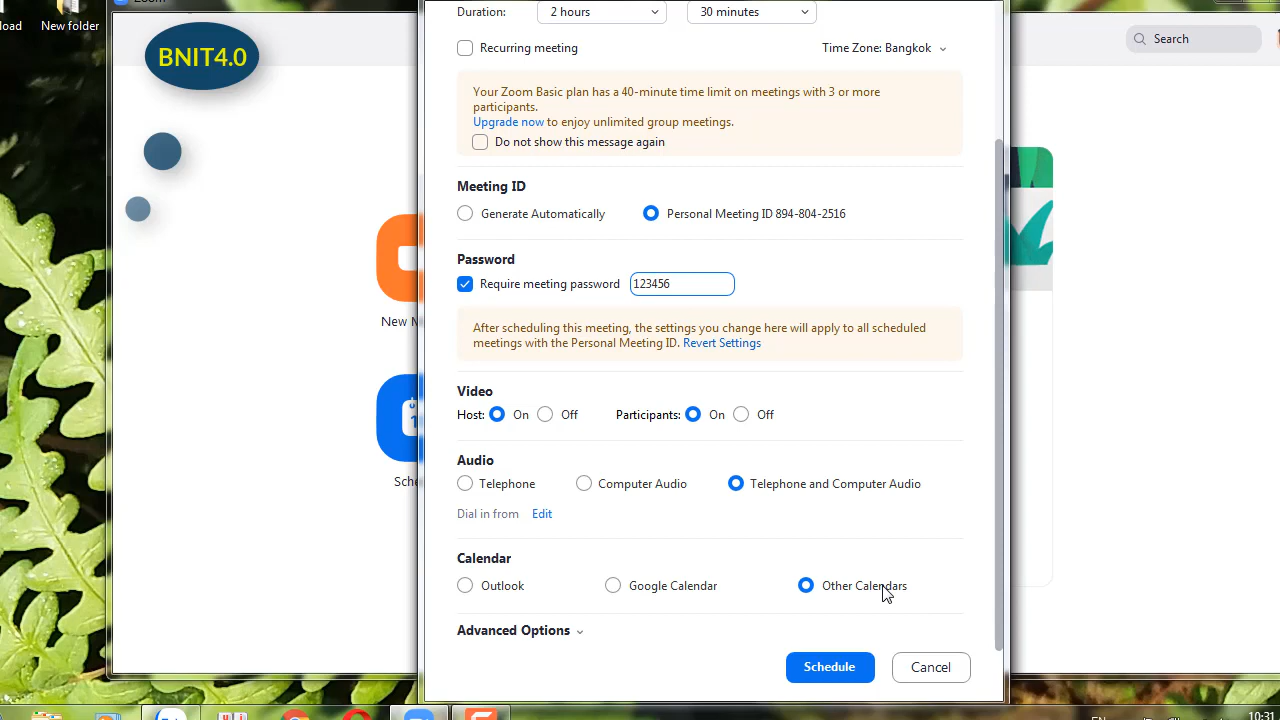 load
New folder
Zoom
BNIT4.0
Duration:
2 hours
30 minutes
Recurring meeting
Time Zone: Bangkok
Search
Your Zoom Basic plan has a 40-minute time limit on meetings with 3 or more
participants.
Upgrade now to enjoy unlimited group meetings.
Do not show this message again
Meeting ID
Generate Automatically
Personal Meeting ID 894-804-2516
Password
Require meeting password
123456
After scheduling this meeting, the settings you change here will apply to all scheduled
meetings with the Personal Meeting ID. Revert Settings
New M
Video
Host:
On
Off
Participants:
On
Off
Audio
Telephone
Computer Audio
Telephone and Computer Audio
Sche
Dial in from
Edit
Calendar
Outlook
Google Calendar
Other Calendars
Advanced Options
Schedule
Cancel
10:31